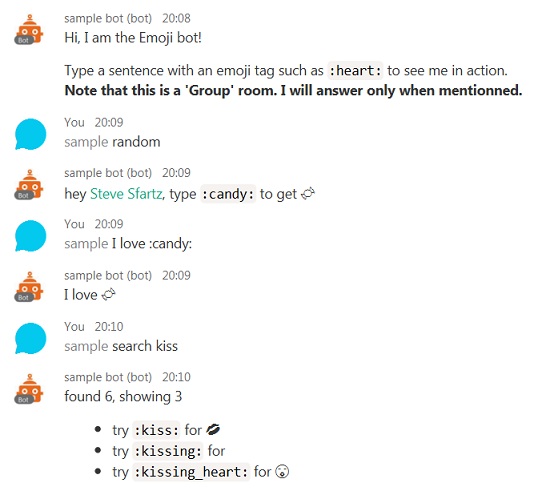 sample bot (bot) 20:08
Hi, I am the Emoji bot!
Type a sentence with an emoji tag such as :heart: to see me in action.
Note that this is a 'Group' room. I will answer only when mentionned.
Bot
You 20:09
sample random
sample bot (bot) 20:09
hey Steve Sfartz, type :candy: to get 🍬
Bot
You 20:09
sample I love :candy:
sample bot (bot) 20:09
I love 🍬
Bot
You 20:10
sample search kiss
sample bot (bot) 20:10
found 6, showing 3
Bot
• try :kiss: for 💋
• try :kissing: for
• try :kissing_heart: for 😘